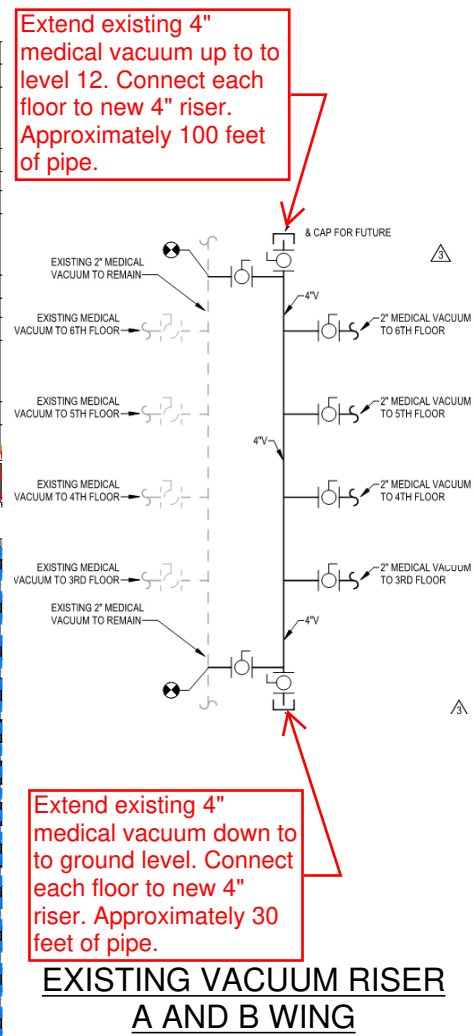 Extend existing 4"
medical vacuum up to to
level 12. Connect each
floor to new 4" riser.
Approximately 100 feet
of pipe.
& CAP FOR FUTURE
3
EXISTING 2" MEDICAL
VACUUM TO REMAIN
4"V
EXISTING MEDICAL
VACUUM TO 6TH FLOOR
2" MEDICAL VACUUM
TO 6TH FLOOR
EXISTING MEDICAL
VACUUM TO 5TH FLOOR
2" MEDICAL VACUUM
TO 5TH FLOOR
4"V
EXISTING MEDICAL
VACUUM TO 4TH FLOOR
2" MEDICAL VACUUM
TO 4TH FLOOR
EXISTING MEDICAL
VACUUM TO 3RD FLOOR
2" MEDICAL VACUUM
TO 3RD FLOOR
EXISTING 2" MEDICAL
VACUUM TO REMAIN
4"V
3
Extend existing 4"
medical vacuum down to
to ground level. Connect
each floor to new 4"
riser. Approximately 30
feet of pipe.
EXISTING VACUUM RISER
A AND B WING